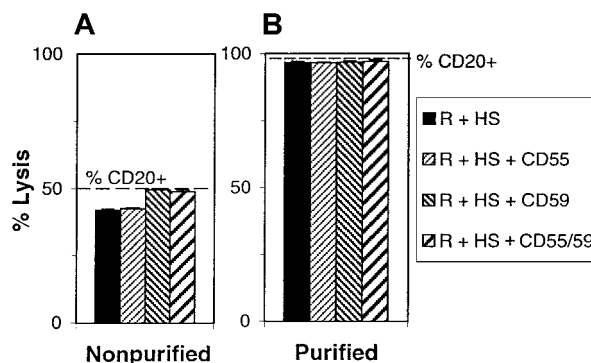 A
B
100
100
% CD20+
% CD20+
R + HS
R + HS + CD55
R + HS + CD59
R + HS + CD55/59
% Lysis
50
50
0
0
Nonpurified
Purified